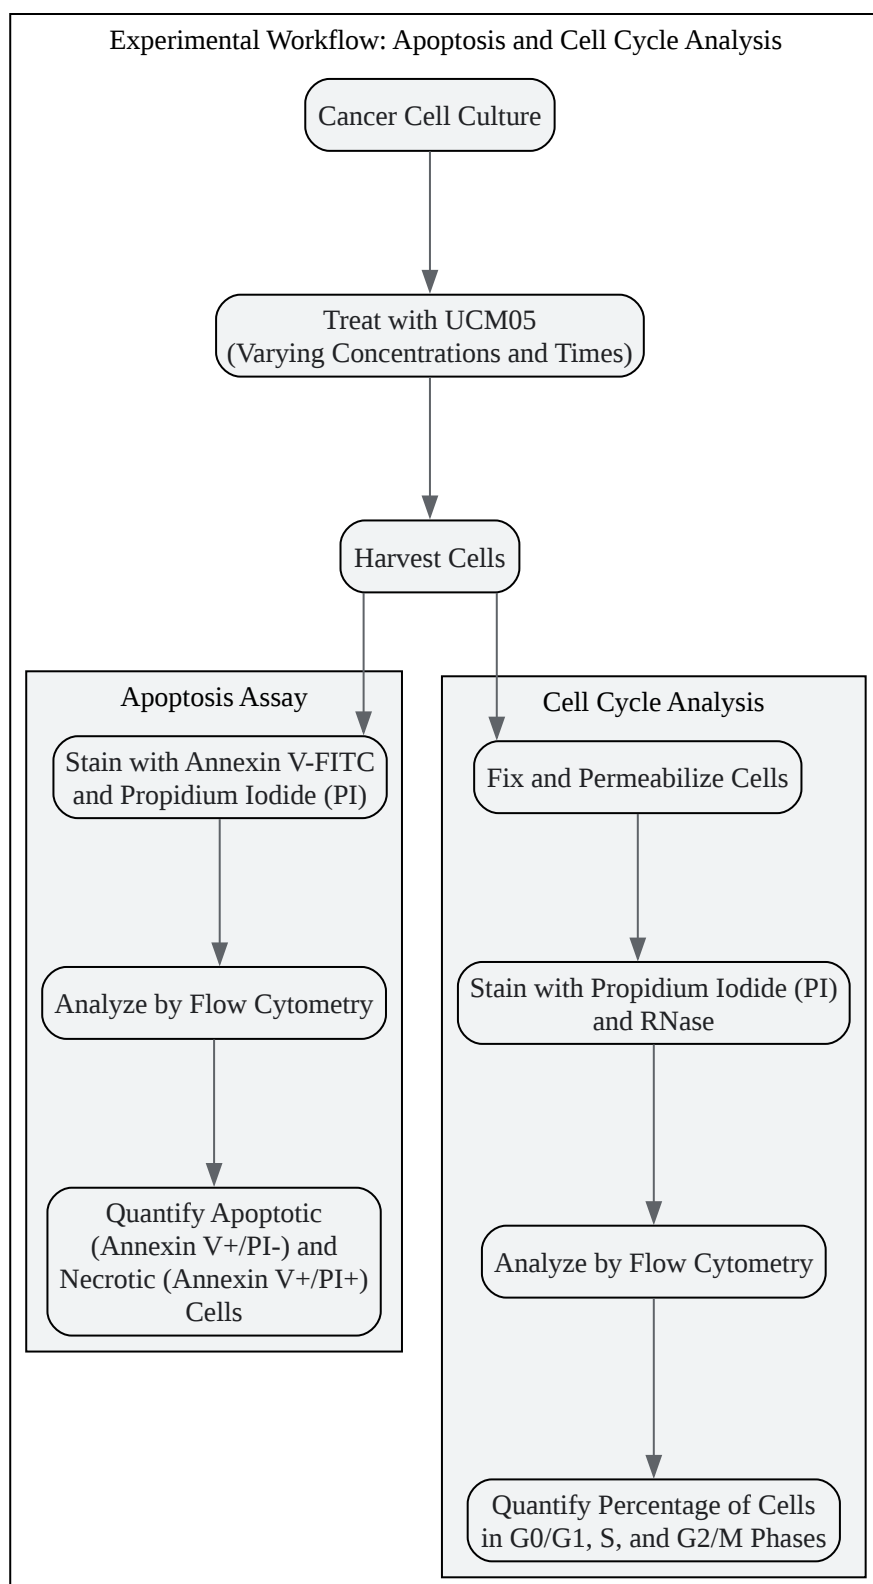 Experimental Workflow: Apoptosis and Cell Cycle Analysis
Cancer Cell Culture
Treat with UCM05
(Varying Concentrations and Times)
Harvest Cells
Apoptosis Assay
Stain with Annexin V-FITC
and Propidium Iodide (PI)
Analyze by Flow Cytometry
Quantify Apoptotic
(Annexin V+/PI-) and
Necrotic (Annexin V+/PI+)
Cells
Cell Cycle Analysis
Fix and Permeabilize Cells
Stain with Propidium Iodide (PI)
and RNase
Analyze by Flow Cytometry
Quantify Percentage of Cells
in G0/G1, S, and G2/M Phases